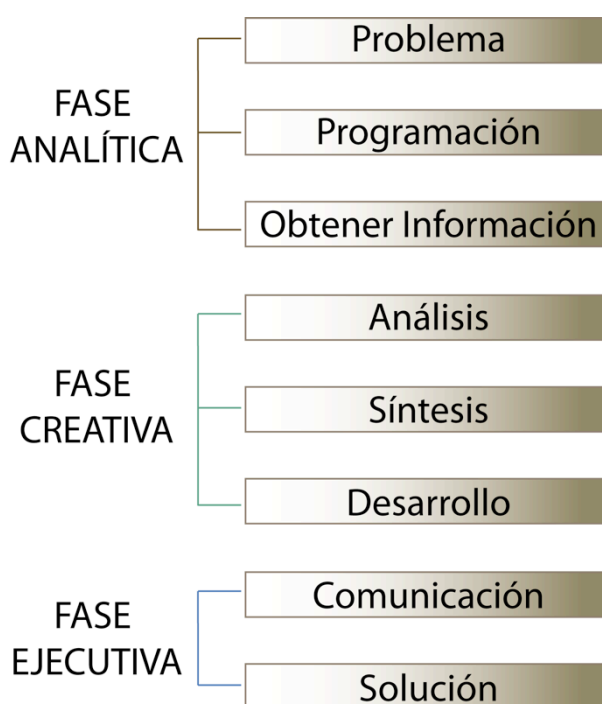 FASE
ANALÍTICA
Problema
Programación
Obtener Información
FASE
CREATIVA
Análisis
Síntesis
Desarrollo
FASE
EJECUTIVA
Comunicación
Solución